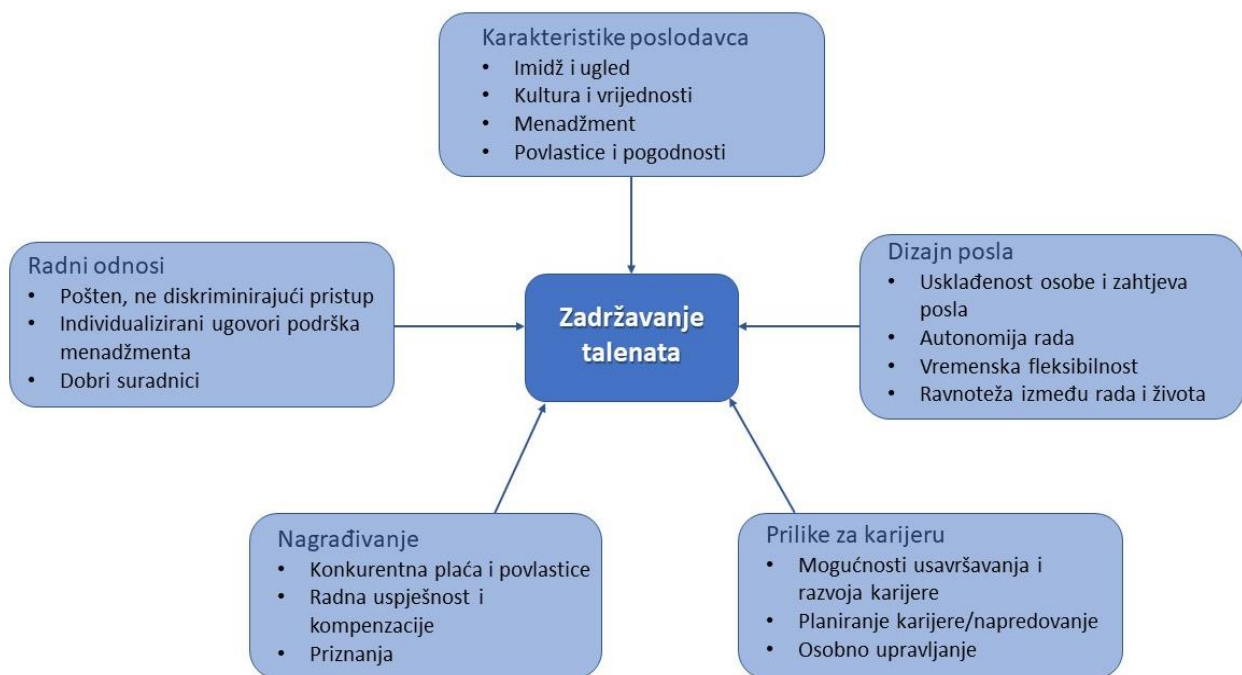 Karakteristike poslodavca
• Imidž i ugled
• Kultura i vrijednosti
• Menadžment
• Povlastice i pogodnosti
Radni odnosi
• Pošten, ne diskriminirajući pristup
• Individualizirani ugovori podrška
menadžmenta
• Dobri suradnici
Zadržavanje
talenata
Dizajn posla
• Usklađenost osobe i zahtjeva
posla
• Autonomija rada
• Vremenska fleksibilnost
• Ravnoteža između rada i života
Nagrađivanje
• Konkurentna plaća i povlastice
• Radna uspješnost i
kompenzacije
• Priznanja
Prilike za karijeru
• Mogućnosti usavršavanja i
razvoja karijere
• Planiranje karijere/napredovanje
• Osobno upravljanje